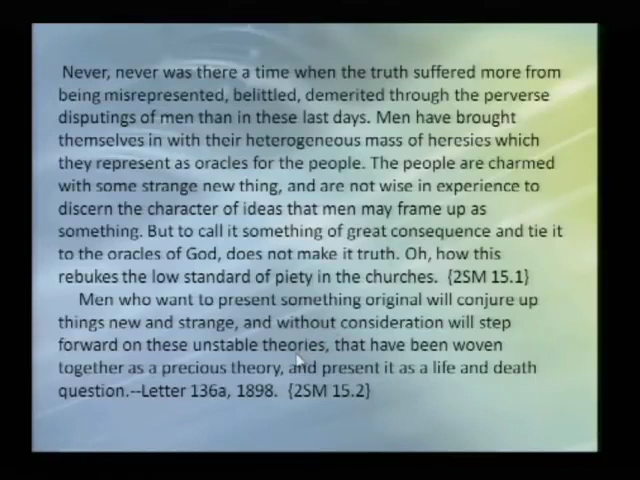 Never, never was there a time when the truth suffered more from
being misrepresented, belittled, demerited through the perverse
disputings of men than in these last days. Men have brought
themselves in with their heterogeneous mass of heresies which
they represent as oracles for the people. The people are charmed
with some strange new thing, and are not wise in experience to
discern the character of ideas that men may frame up as
something. But to call it something of great consequence and tie it
to the oracles of God, does not make it truth. Oh, how this
rebukes the low standard of piety in the churches. {2SM 15.1}
Men who want to present something original will conjure up
things new and strange, and without consideration will step
forward on these unstable theories, that have been woven
together as a precious theory, and present it as a life and death
question.--Letter 136a, 1898. {2SM 15.2}